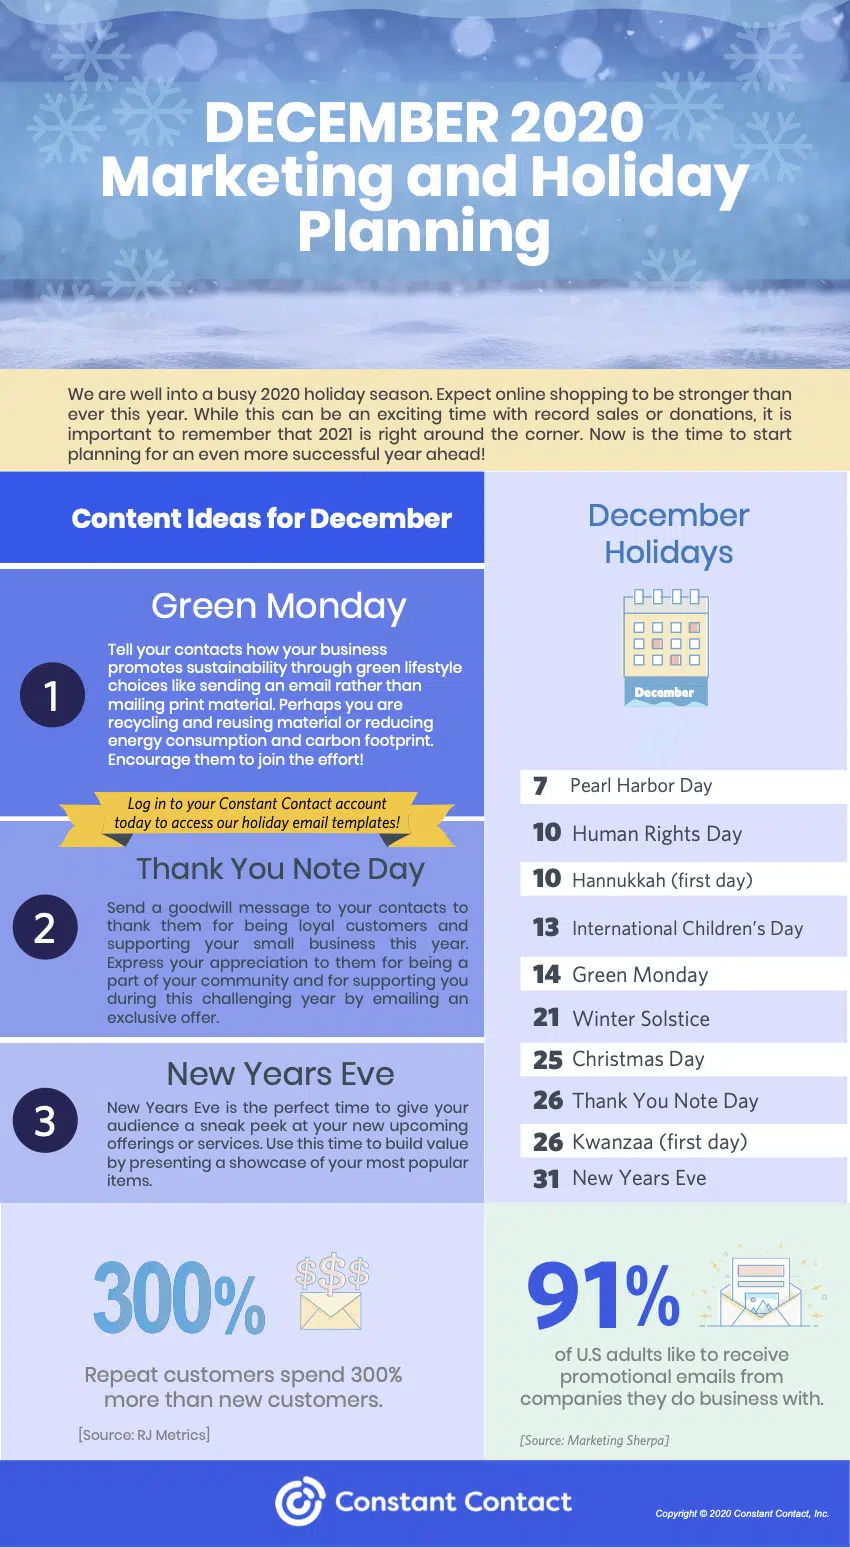 DECEMBER 2020
Marketing and Holiday
Planning
We are well into a busy 2020 holiday season. Expect online shopping to be stronger than
ever this year. While this can be an exciting time with record sales or donations, it is
important to remember that 2021 is right around the corner. Now is the time to start
planning for an even more successful year ahead!
Content Ideas for December
Green Monday
1
Tell your contacts how your business
promotes sustainability through green lifestyle
choices like sending an email rather than
mailing print material. Perhaps you are
recycling and reusing material or reducing
energy consumption and carbon footprint.
Encourage them to join the effort!
Log in to your Constant Contact account
today to access our holiday email templates!
Thank You Note Day
2
Send a goodwill message to your contacts to
thank them for being loyal customers and
supporting your small business this year.
Express your appreciation to them for being a
part of your community and for supporting you
during this challenging year by emailing an
exclusive offer.
New Years Eve
3
New Years Eve is the perfect time to give your
audience a sneak peek at your new upcoming
offerings or services. Use this time to build value
by presenting a showcase of your most popular
items.
December
Holidays
December
7 Pearl Harbor Day
10 Human Rights Day
10 Hannukkah (first day)
13 International Children's Day
14 Green Monday
21 Winter Solstice
25 Christmas Day
26 Thank You Note Day
26 Kwanzaa (first day)
31 New Years Eve
300%
$$$
Repeat customers spend 300%
more than new customers.
[Source: RJ Metrics]
91%
of U.S adults like to receive
promotional emails from
companies they do business with.
[Source: Marketing Sherpa]
Constant Contact
Copyright © 2020 Constant Contact, Inc.